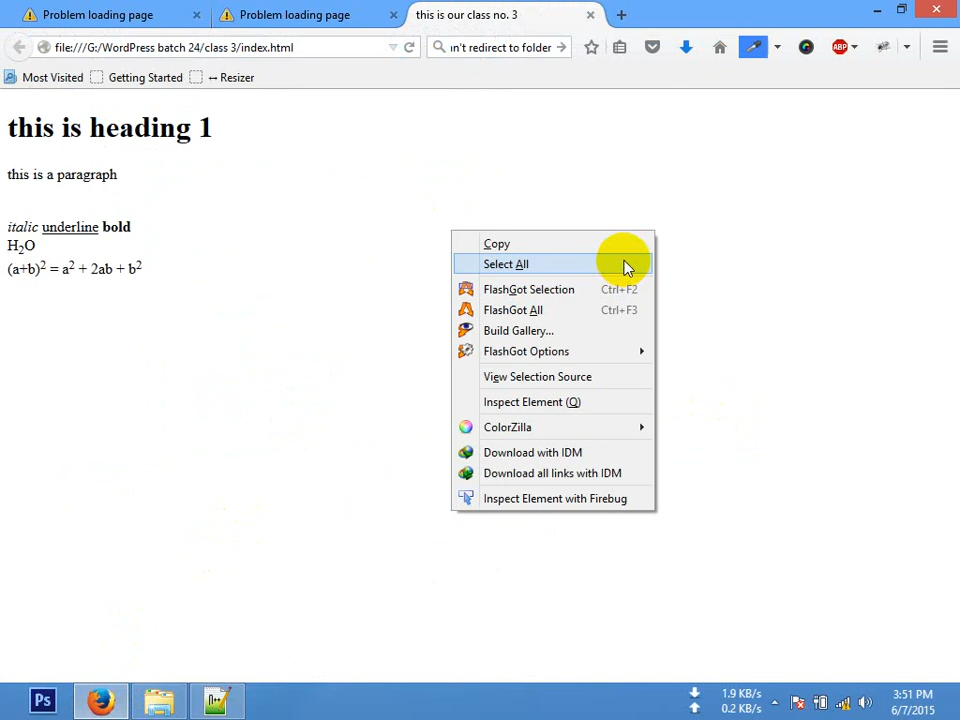 Problem loading page
Problem loading page
this is our class no. 3
file:///G:/WordPress batch 24/class 3/index.html
ı't redirect to folder
ABP
Most Visited
Getting Started
↔ Resizer
this is heading 1
this is a paragraph
italic underline bold
H₂O
(a+b)² = a² + 2ab + b²
Copy
Select All
FlashGot Selection Ctrl+F2
FlashGot All Ctrl+F3
Build Gallery...
FlashGot Options
View Selection Source
Inspect Element (Q)
ColorZilla
Download with IDM
Download all links with IDM
Inspect Element with Firebug
Ps
1.9 KB/s
0.2 KB/s
3:51 PM
6/7/2015